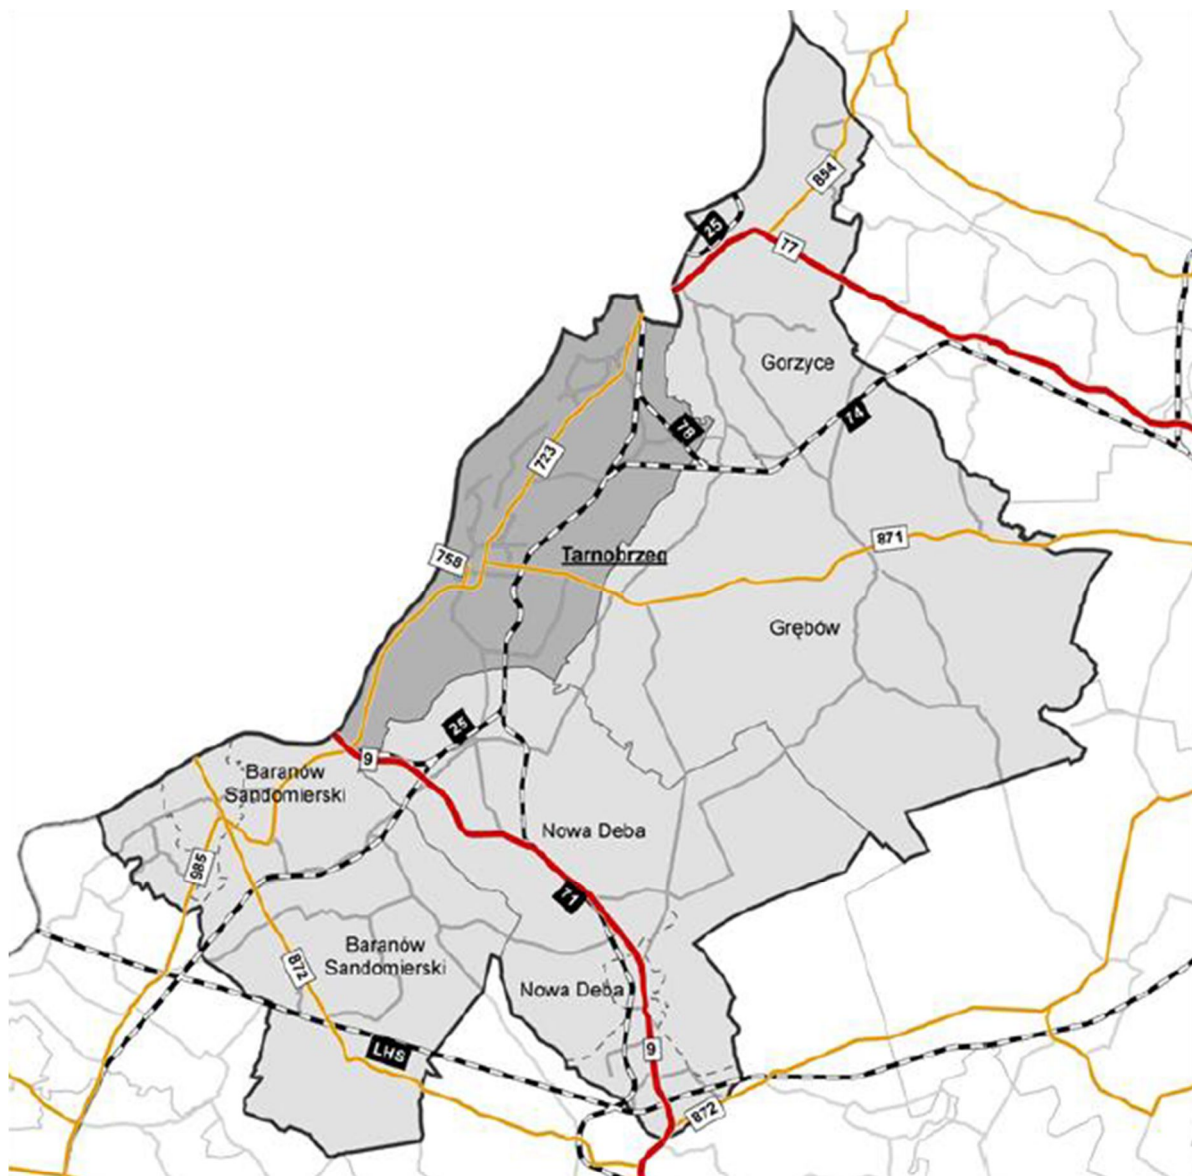 854
25
77
Gorzyce
74
78
723
871
758
Tarnobrzeg
Grębów
25
9
Baranów
Sandomierski
Nowa Deba
985
71
Baranów
Sandomierski
872
Nowa Deba
LHS
9
872